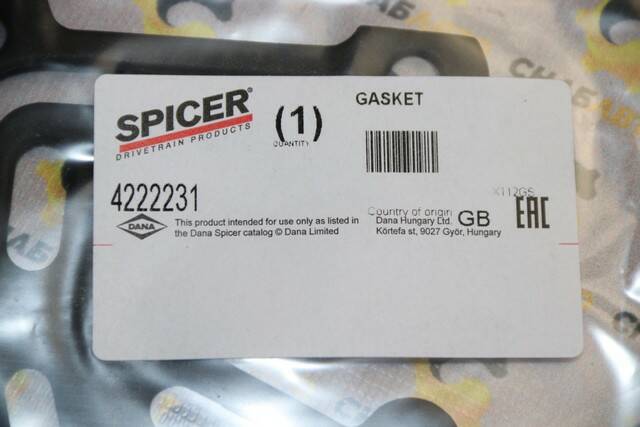 SPICER®
DRIVETRAIN PRODUCTS
(1)
QUANTITY
GASKET
4222231
X112GS
DANA
This product intended for use only as listed in
the Dana Spicer catalog © Dana Limited
Country of origin GB
Dana Hungary Ltd.
Körtefa st, 9027 Győr, Hungary
EAC
СНАБ